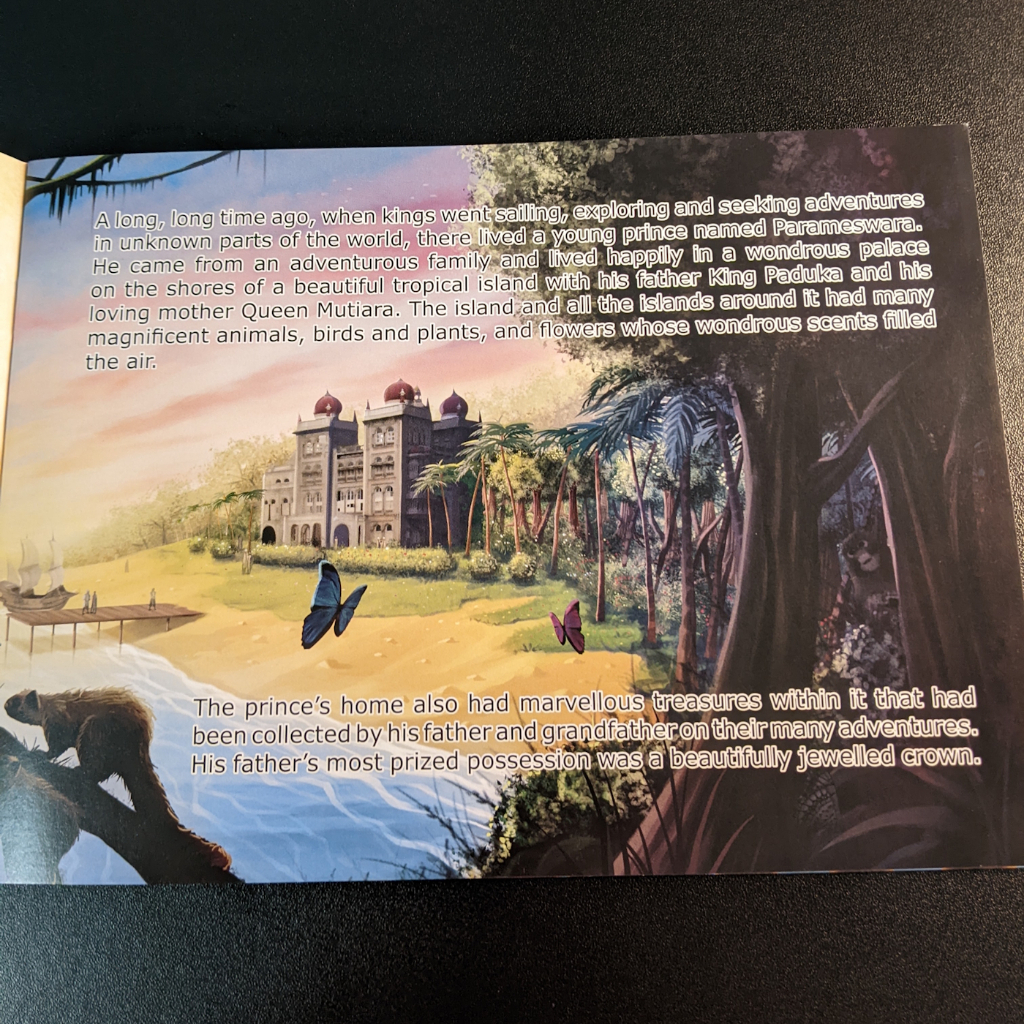 A long, long time ago, when kings went sailing, exploring and seeking adventures
in unknown parts of the world, there lived a young prince named Parameswara.
He came from an adventurous family and lived happily in a wondrous palace
on the shores of a beautiful tropical island with his father King Paduka and his
loving mother Queen Mutiara. The island and all the islands around it had many
magnificent animals, birds and plants, and flowers whose wondrous scents filled
the air.
The prince's home also had marvellous treasures within it that had
been collected by his father and grandfather on their many adventures.
His father's most prized possession was a beautifully jewelled crown.